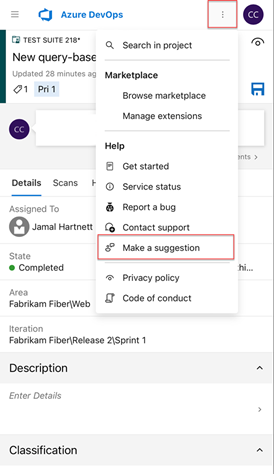 Azure DevOps
CC
TEST SUITE 218*
New query-base
Updated 28 minutes ag
1 Pri 1
CC
Search in project
Marketplace
Browse marketplace
Manage extensions
Help
Get started
Service status
Report a bug
Contact support
Make a suggestion
Privacy policy
Code of conduct
ents
Details Scans H
Assigned To
Jamal Hartnett
State
Completed
thi...
Area
Fabrikam Fiber\Web
Iteration
Fabrikam Fiber\Release 2\Sprint 1
Description
Enter Details
Classification